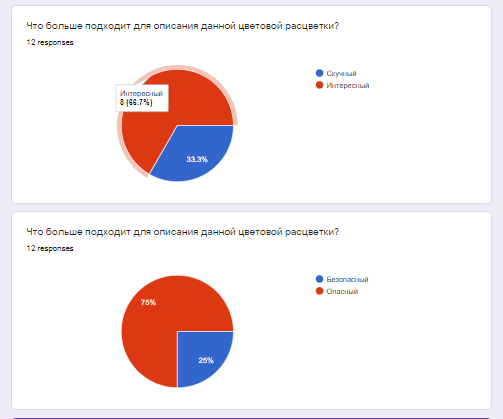 Что больше подходит для описания данной цветовой расцветки?
12 responses
Скучный
Интересный
Интересный
8 (66.7%)
33.3%
Что больше подходит для описания данной цветовой расцветки?
12 responses
Безопасный
Опасный
75%
25%